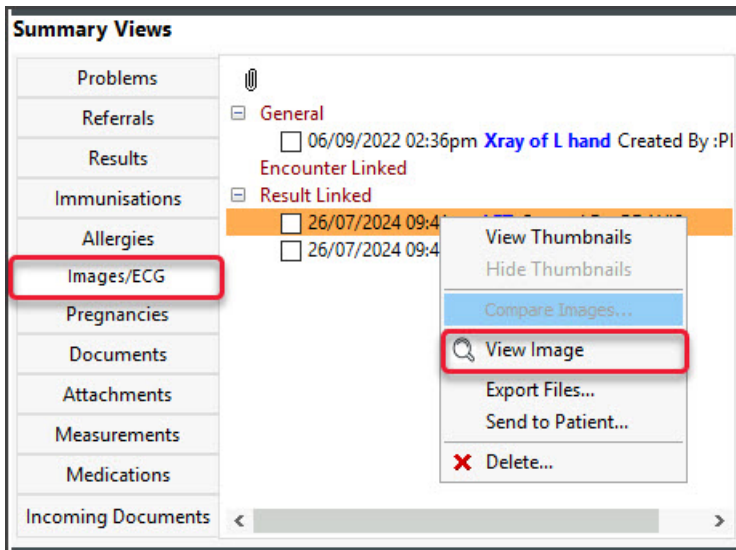 Summary Views
Problems
Referrals
Results
Immunisations
Allergies
Images/ECG
Pregnancies
Documents
Attachments
Measurements
Medications
Incoming Documents
General
06/09/2022 02:36pm Xray of L hand Created By :Pl
Encounter Linked
Result Linked
26/07/2024 09:4
26/07/2024 09:4
View Thumbnails
Hide Thumbnails
Compare Images...
View Image
Export Files...
Send to Patient...
Delete...